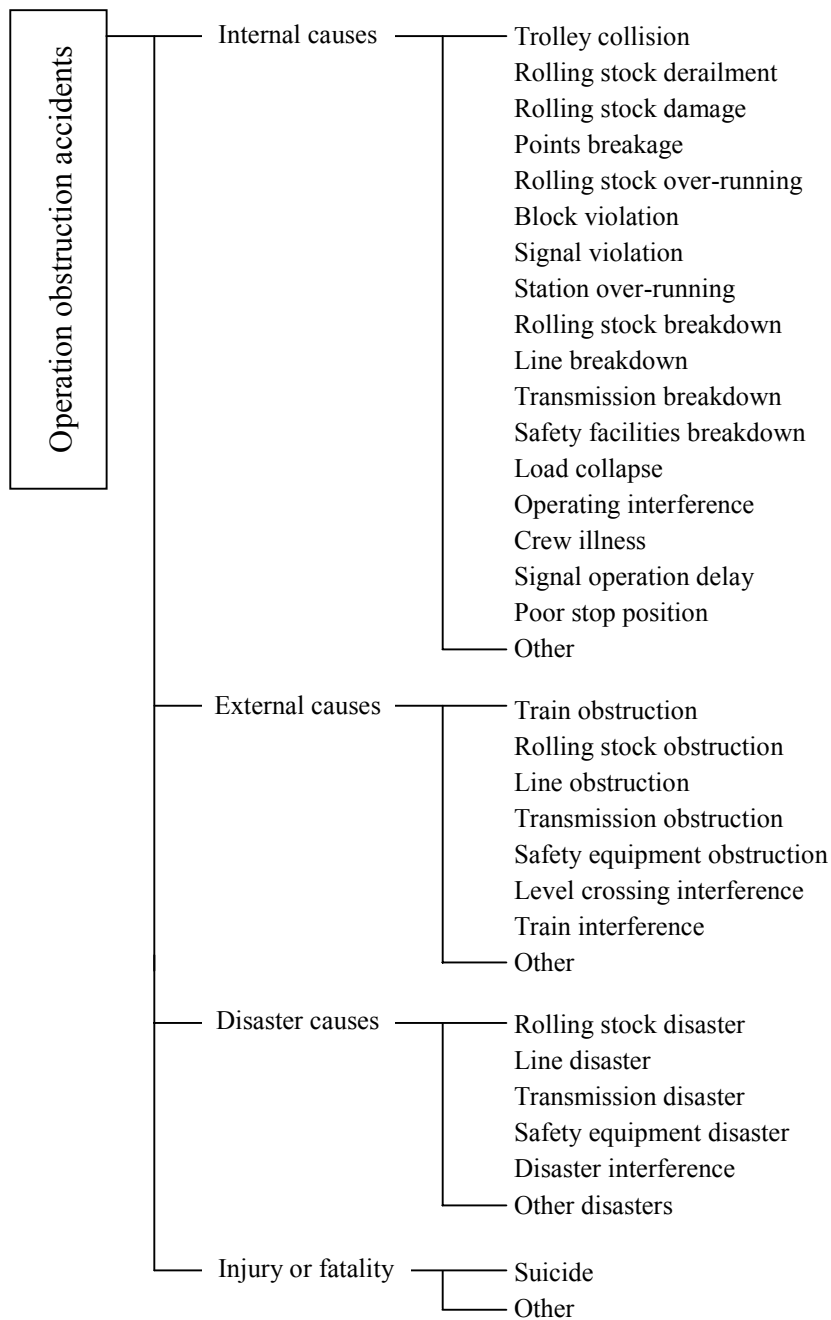 Operation obstruction accidents
Internal causes
Trolley collision
Rolling stock derailment
Rolling stock damage
Points breakage
Rolling stock over-running
Block violation
Signal violation
Station over-running
Rolling stock breakdown
Line breakdown
Transmission breakdown
Safety facilities breakdown
Load collapse
Operating interference
Crew illness
Signal operation delay
Poor stop position
Other
External causes
Train obstruction
Rolling stock obstruction
Line obstruction
Transmission obstruction
Safety equipment obstruction
Level crossing interference
Train interference
Other
Disaster causes
Rolling stock disaster
Line disaster
Transmission disaster
Safety equipment disaster
Disaster interference
Other disasters
Injury or fatality
Suicide
Other